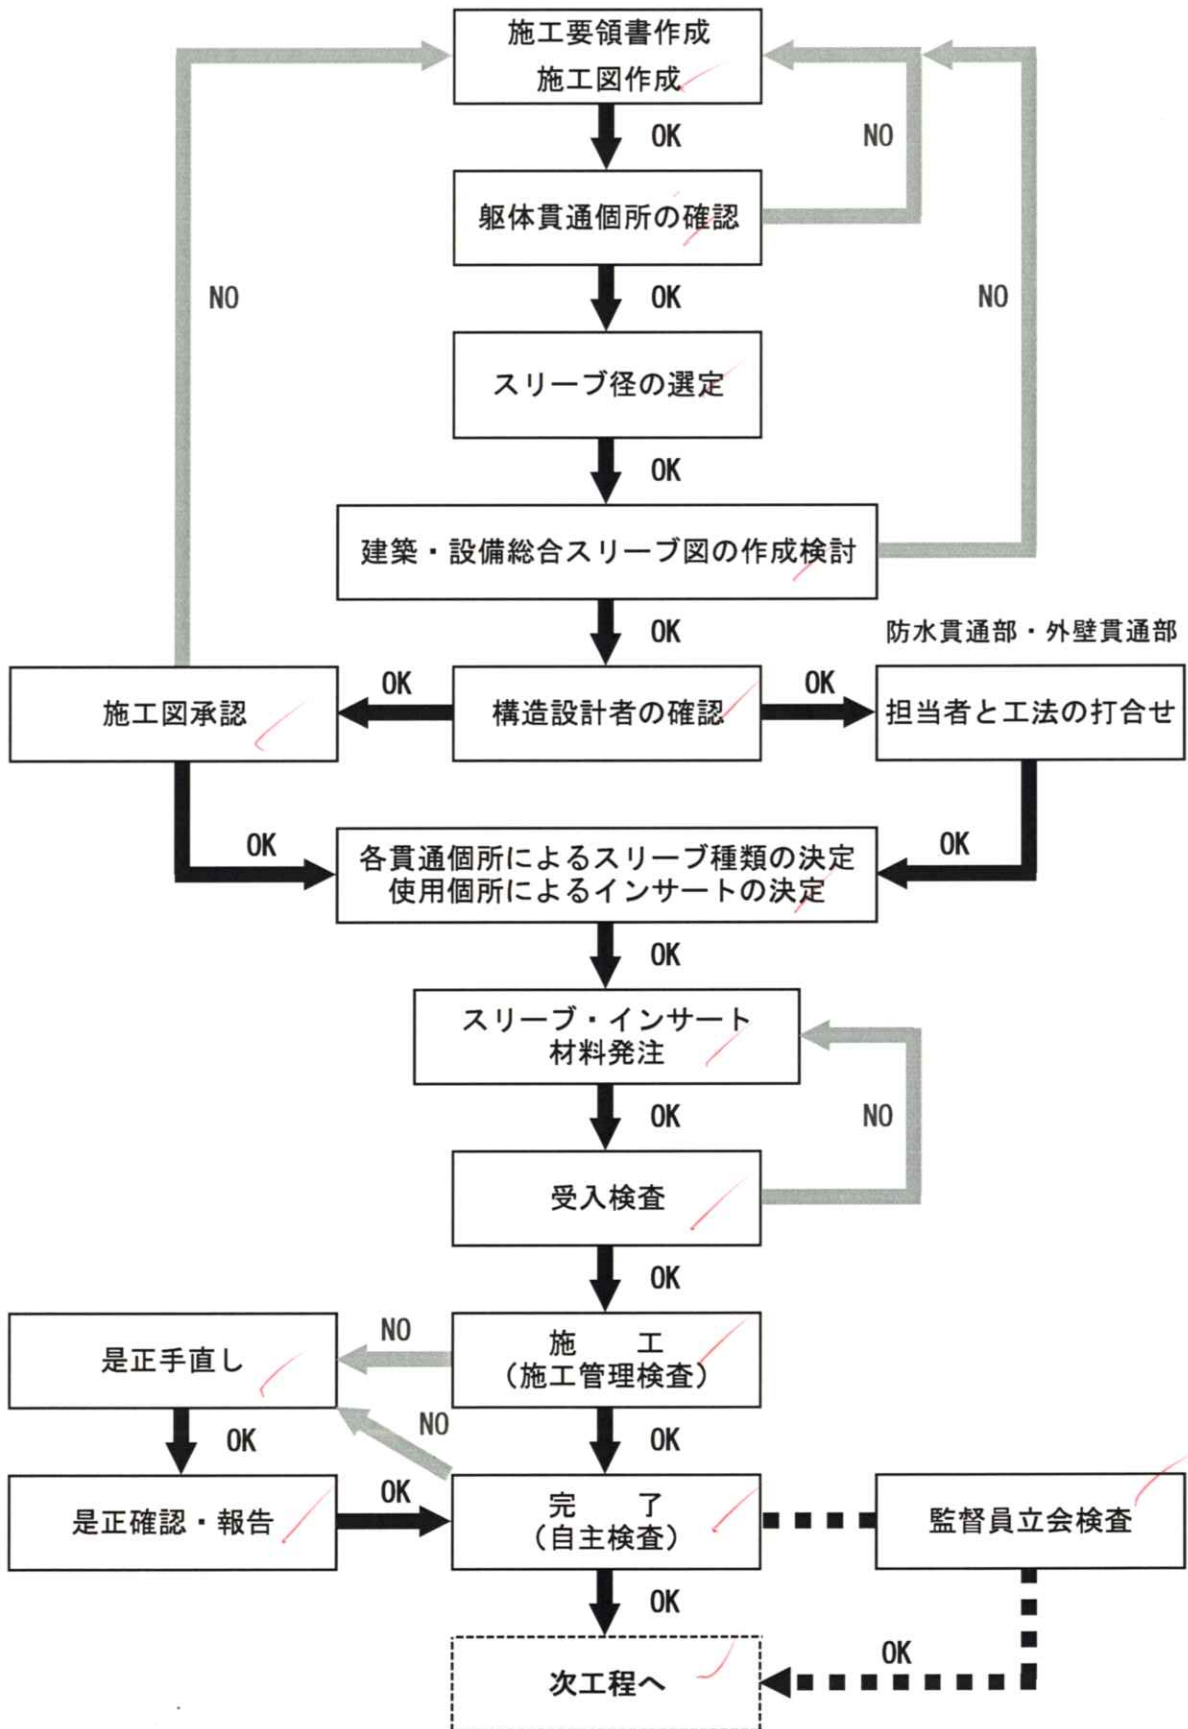 施工要領書作成
施工図作成
OK
NO
躯体貫通個所の確認
NO
OK
NO
スリーブ径の選定
OK
建築・設備総合スリーブ図の作成検討
OK
防水貫通部・外壁貫通部
施工図承認
OK
構造設計者の確認
OK
担当者と工法の打合せ
OK
各貫通個所によるスリーブ種類の決定
使用個所によるインサートの決定
OK
OK
スリーブ・インサート
材料発注
OK
NO
受入検査
OK
是正手直し
NO
施　　工
（施工管理検査）
OK
NO
OK
是正確認・報告
OK
完　　了
（自主検査）
監督員立会検査
OK
次工程へ
OK